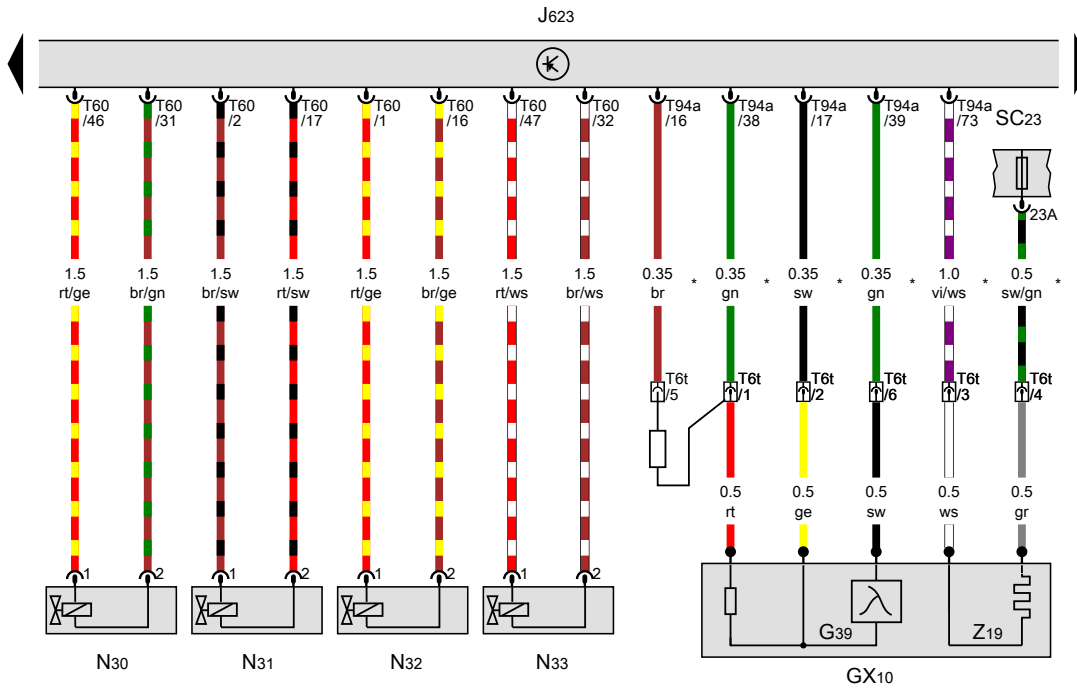 J623
T60 T60 T60 T60 T60 T60 T60 T60 T94a T94a T94a T94a T94a
/46 /31 /2 /17 /1 /16 /47 /32 /16 /38 /17 /39 /73 SC23
23A
1.5 1.5 1.5 1.5 1.5 1.5 1.5 1.5 0.35 0.35 0.35 0.35 1.0 0.5
rt/ge br/gn br/sw rt/sw rt/ge br/ge rt/ws br/ws br * gn * sw * gn * vi/ws * sw/gn *
T6t T6t T6t T6t T6t T6t
/5 /1 /2 /6 /3 /4
0.5 0.5 0.5 0.5 0.5
rt ge sw ws gr
1 2 1 2 1 2 1 2
G39 Z19
N30 N31 N32 N33 GX10